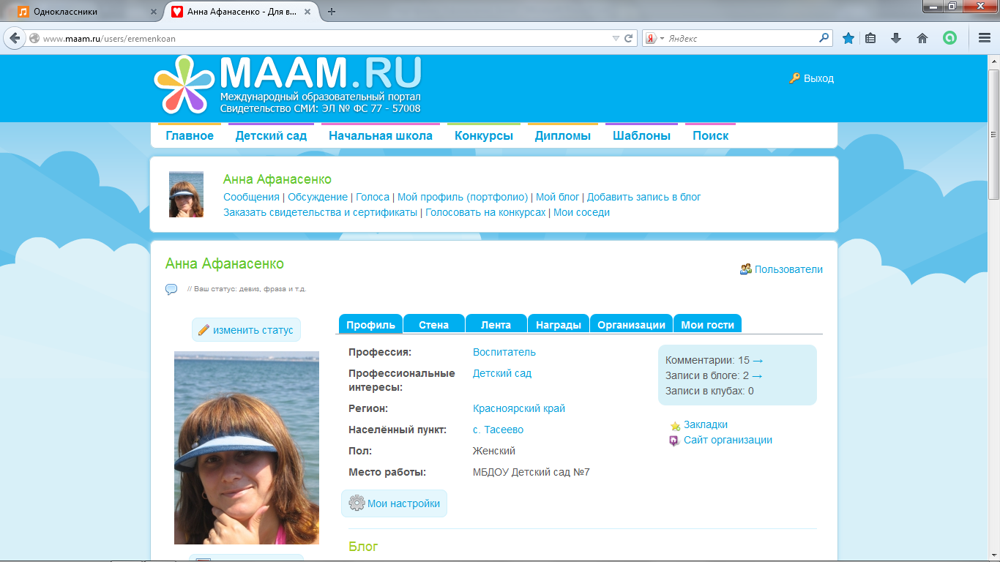 Одноклассники
Анна Афанасенко - Для в...
www.maam.ru/users/eremenkoan
Яндекс
MAAM.RU
Международный образовательный портал
Свидетельство СМИ: ЭЛ № ФС 77 - 57008
Выход
Главное Детский сад Начальная школа Конкурсы Дипломы Шаблоны Поиск
Анна Афанасенко
Сообщения | Обсуждение | Голоса | Мой профиль (портфолио) | Мой блог | Добавить запись в блог
Заказать свидетельства и сертификаты | Голосовать на конкурсах | Мои соседи
Анна Афанасенко
Пользователи
// Ваш статус: девиз, фраза и т.д.
изменить статус
Профиль Стена Лента Награды Организации Мои гости
Профессия: Воспитатель
Профессиональные интересы: Детский сад
Регион: Красноярский край
Населённый пункт: с. Тасеево
Пол: Женский
Место работы: МБДОУ Детский сад №7
Комментарии: 15 →
Записи в блоге: 2 →
Записи в клубах: 0
Закладки
Сайт организации
Мои настройки
Блог